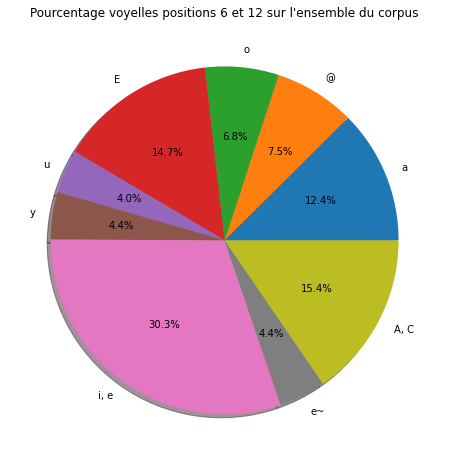 Pourcentage voyelles positions 6 et 12 sur l'ensemble du corpus
o
@
E
6.8%
7.5%
14.7%
a
u
12.4%
4.0%
y
4.4%
15.4%
30.3%
4.4%
A, C
i, e
e~